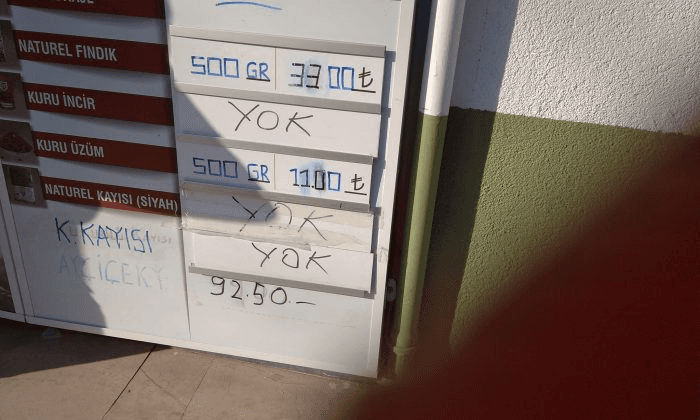 NATUREL FINDIK 500 GR 33.00 ₺
KURU İNCİR YOK
KURU ÜZÜM 500 GR 11.00 ₺
NATUREL KAYISI (SİYAH) YOK
K. KAYISI YOK
AYÇİÇEK 92.50.—